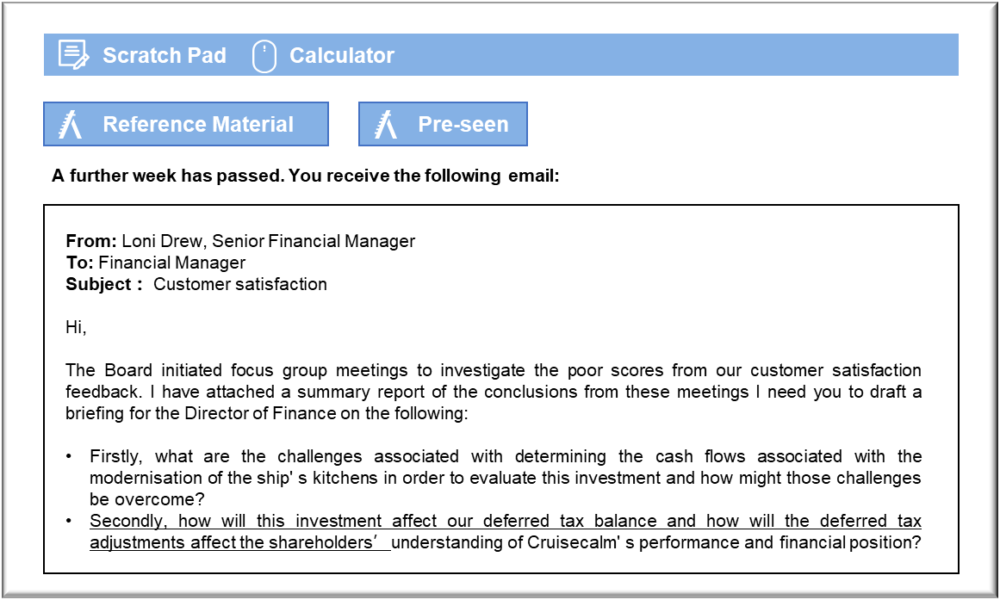 Scratch Pad Calculator
Reference Material Pre-seen
A further week has passed. You receive the following email:
From: Loni Drew, Senior Financial Manager
To: Financial Manager
Subject： Customer satisfaction
Hi,
The Board initiated focus group meetings to investigate the poor scores from our customer satisfaction
feedback. I have attached a summary report of the conclusions from these meetings I need you to draft a
briefing for the Director of Finance on the following:
• Firstly, what are the challenges associated with determining the cash flows associated with the
modernisation of the ship' s kitchens in order to evaluate this investment and how might those challenges
be overcome?
• Secondly, how will this investment affect our deferred tax balance and how will the deferred tax
adjustments affect the shareholders’ understanding of Cruisecalm' s performance and financial position?